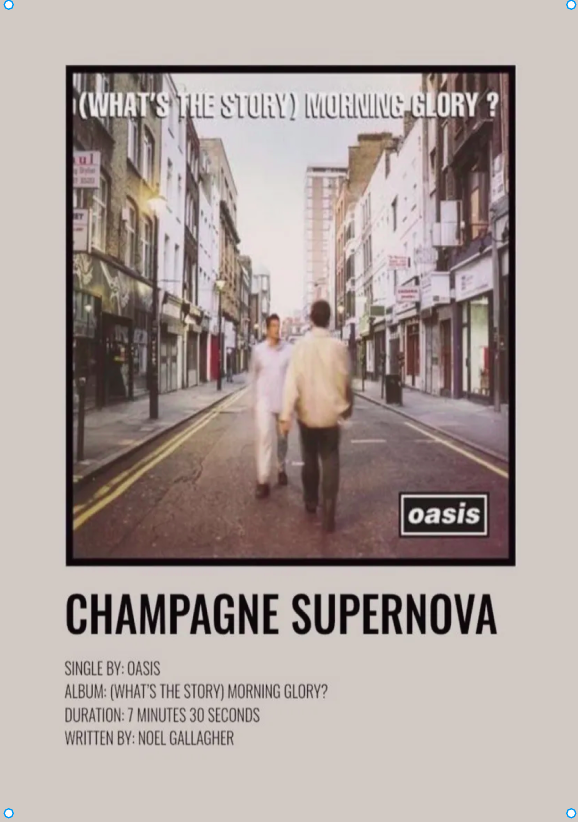 (WHAT'S THE STORY) MORNING GLORY ?
oasis
CHAMPAGNE SUPERNOVA
SINGLE BY: OASIS
ALBUM: (WHAT'S THE STORY) MORNING GLORY?
DURATION: 7 MINUTES 30 SECONDS
WRITTEN BY: NOEL GALLAGHER